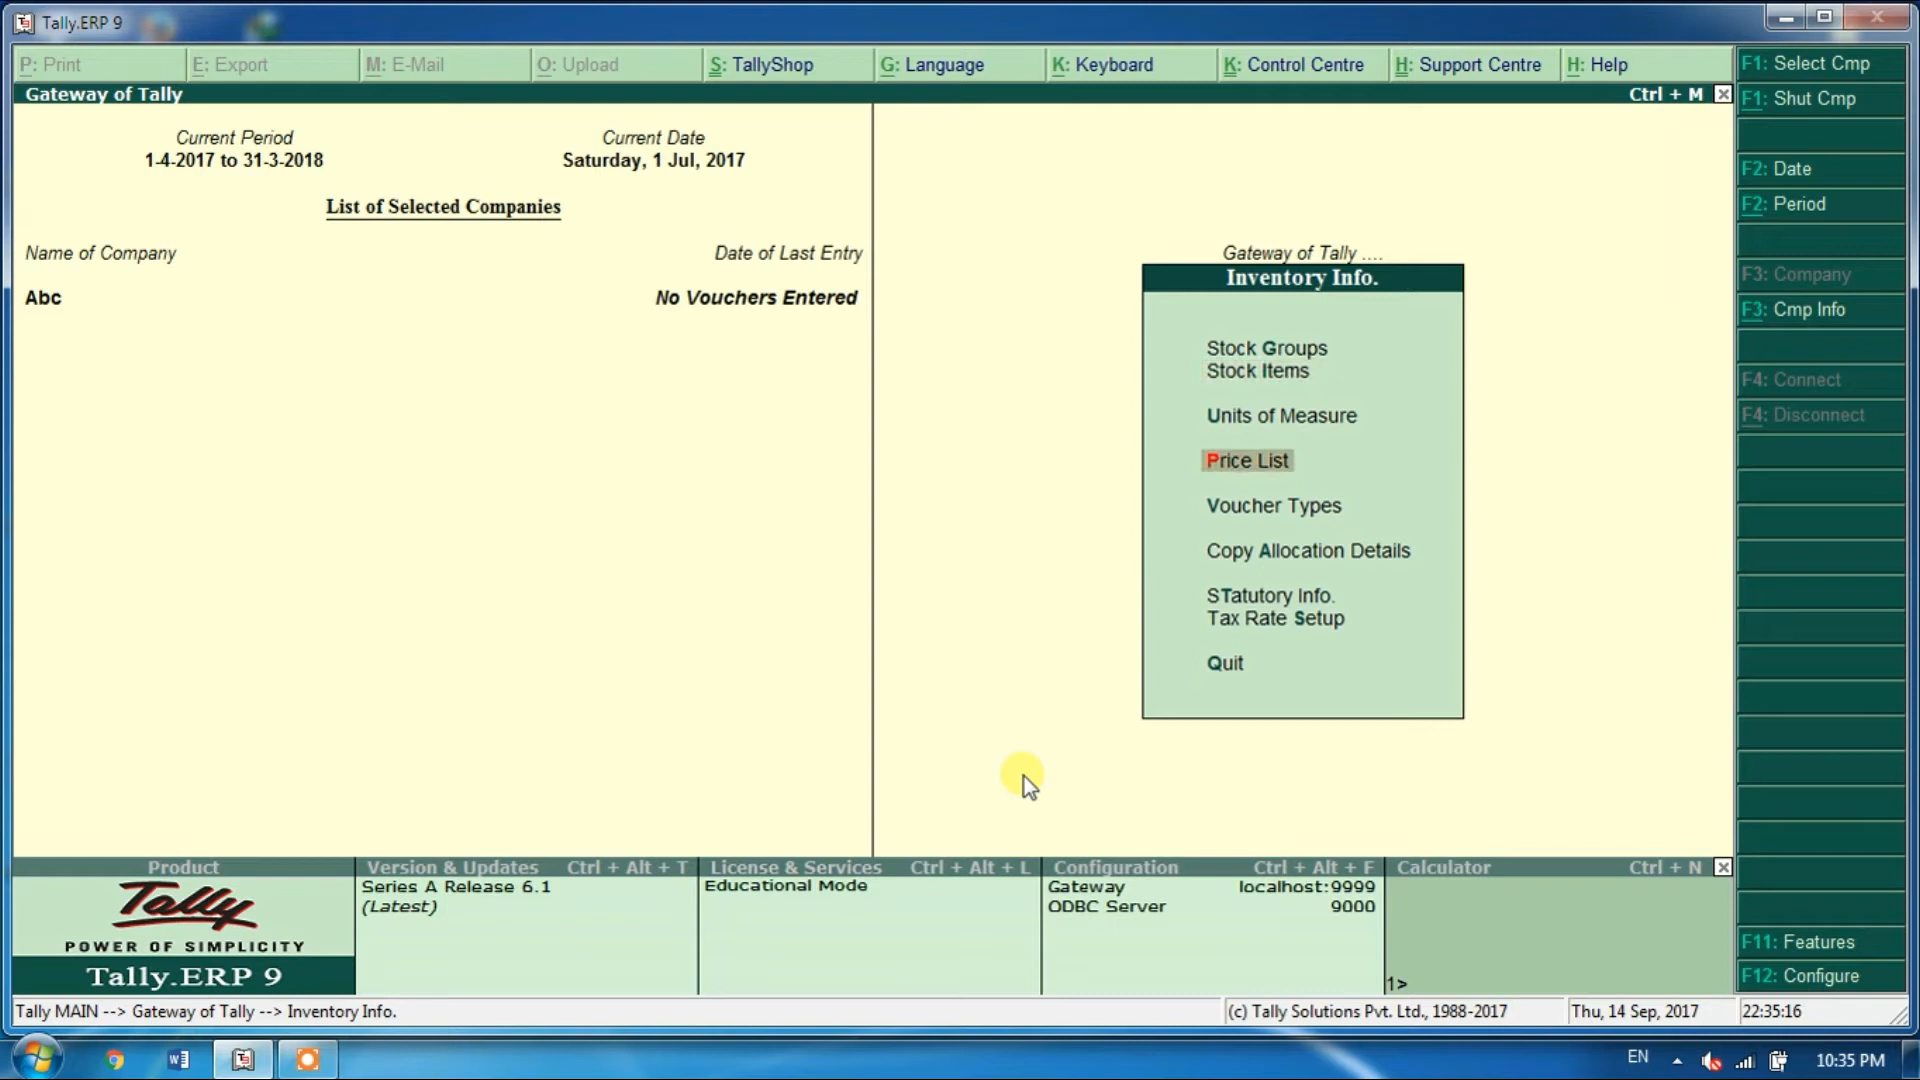 Tally.ERP 9
P: Print
E: Export
M: E-Mail
O: Upload
S: TallyShop
G: Language
K: Keyboard
K: Control Centre
H: Support Centre
H: Help
Gateway of Tally
Ctrl + M
Current Period
1-4-2017 to 31-3-2018
Current Date
Saturday, 1 Jul, 2017
List of Selected Companies
Name of Company
Date of Last Entry
Abc
No Vouchers Entered
Gateway of Tally ....
Inventory Info.
Stock Groups
Stock Items
Units of Measure
Price List
Voucher Types
Copy Allocation Details
STatutory Info.
Tax Rate Setup
Quit
F1: Select Cmp
F1: Shut Cmp
F2: Date
F2: Period
F3: Company
F3: Cmp Info
F4: Connect
F4: Disconnect
F11: Features
F12: Configure
Product
Tally
POWER OF SIMPLICITY
Tally.ERP 9
Version & Updates Ctrl + Alt + T
Series A Release 6.1
(Latest)
License & Services Ctrl + Alt + L
Educational Mode
Configuration Ctrl + Alt + F
Gateway localhost:9999
ODBC Server 9000
Calculator Ctrl + N
1>
Tally MAIN --> Gateway of Tally --> Inventory Info.
(c) Tally Solutions Pvt. Ltd., 1988-2017
Thu, 14 Sep, 2017
22:35:16
EN
10:35 PM